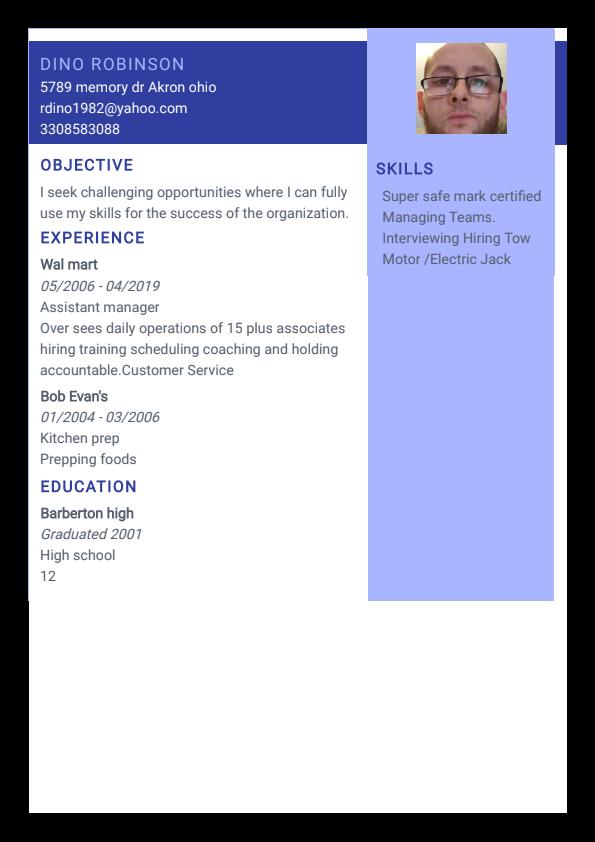 DINO ROBINSON
5789 memory dr Akron ohio
rdino1982@yahoo.com
3308583088
OBJECTIVE
I seek challenging opportunities where I can fully
use my skills for the success of the organization.
EXPERIENCE
Wal mart
05/2006 - 04/2019
Assistant manager
Over sees daily operations of 15 plus associates
hiring training scheduling coaching and holding
accountable.Customer Service
Bob Evan's
01/2004 - 03/2006
Kitchen prep
Prepping foods
EDUCATION
Barberton high
Graduated 2001
High school
12
SKILLS
Super safe mark certified
Managing Teams.
Interviewing Hiring Tow
Motor /Electric Jack